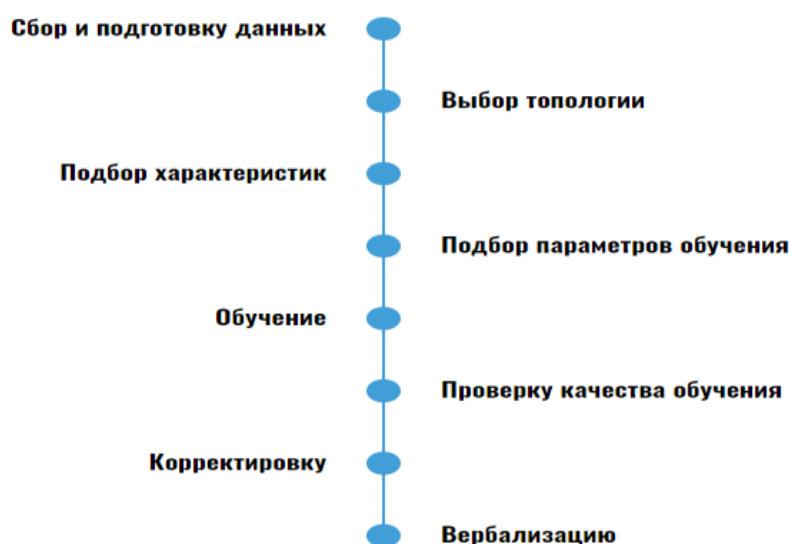 Сбор и подготовку данных
Выбор топологии
Подбор характеристик
Подбор параметров обучения
Обучение
Проверку качества обучения
Корректировку
Вербализацию